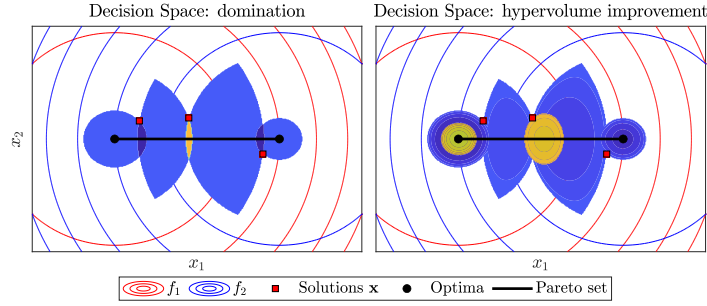 Decision Space: domination
Decision Space: hypervolume improvement
x₂
x₁
x₁
f₁ f₂ Solutions x Optima Pareto set